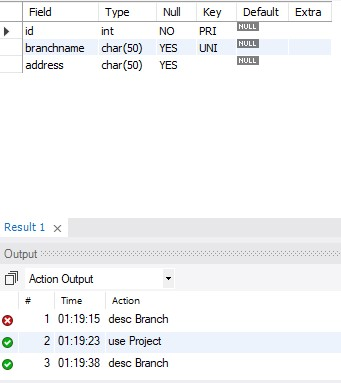 Field Type Null Key Default Extra
id int NO PRI NULL
branchname char(50) YES UNI NULL
address char(50) YES NULL
Result 1 ×
Output
Action Output
# Time Action
1 01:19:15 desc Branch
2 01:19:23 use Project
3 01:19:38 desc Branch